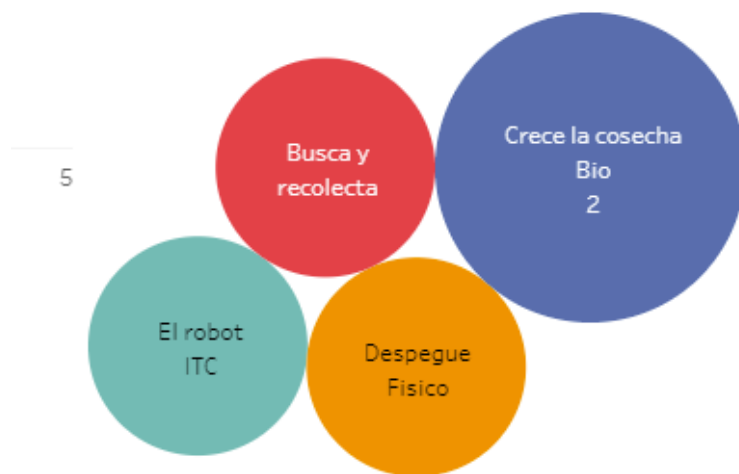 5
Busca y
recolecta
Crece la cosecha
Bio
2
El robot
ITC
Despegue
Fisico